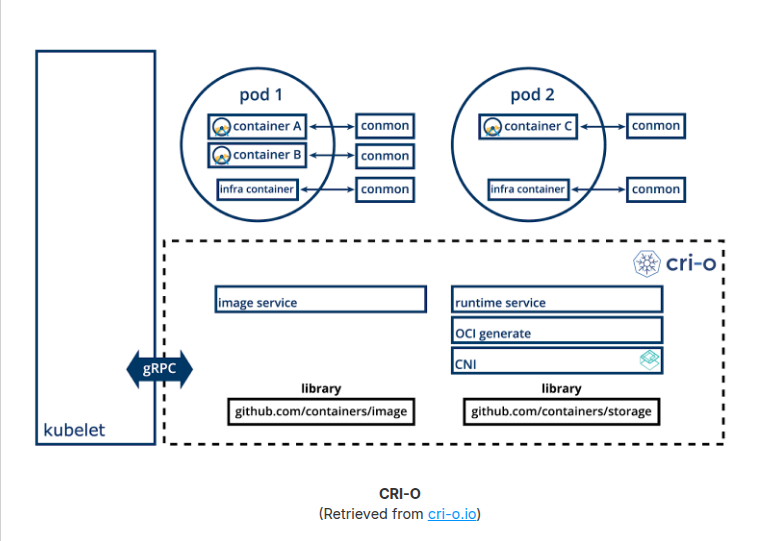 pod 1
container A
conmon
container B
conmon
infra container
conmon
pod 2
container C
conmon
infra container
conmon
cri-o
image service
runtime service
OCI generate
CNI
gRPC
library
github.com/containers/image
library
github.com/containers/storage
kubelet
CRI-O
(Retrieved from cri-o.io)